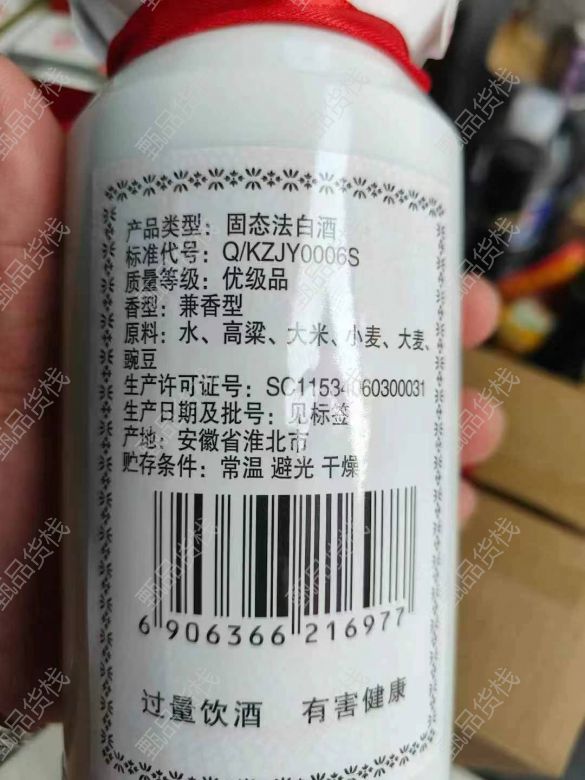 产品类型：固态法白酒
标准代号：Q/KZJY0006S
质量等级：优级品
香型：兼香型
原料：水、高粱、大米、小麦、大麦、
豌豆
生产许可证号：SC11534060300031
生产日期及批号：见标签
产地：安徽省淮北市
贮存条件：常温 避光 干燥
6 906366 216977
过量饮酒 有害健康
甄品货栈